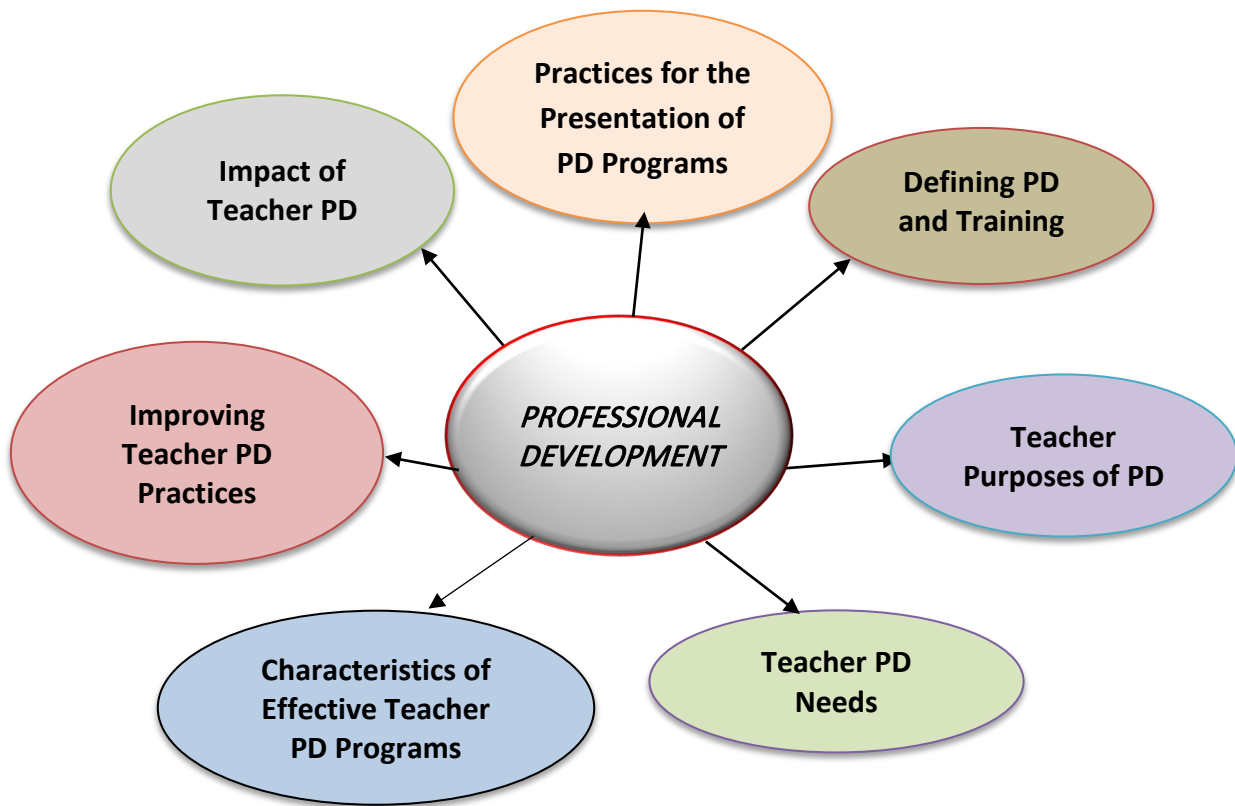 Practices for the
Presentation of
PD Programs
Impact of
Teacher PD
Defining PD
and Training
PROFESSIONAL
DEVELOPMENT
Improving
Teacher PD
Practices
Teacher
Purposes of PD
Characteristics of
Effective Teacher
PD Programs
Teacher PD
Needs